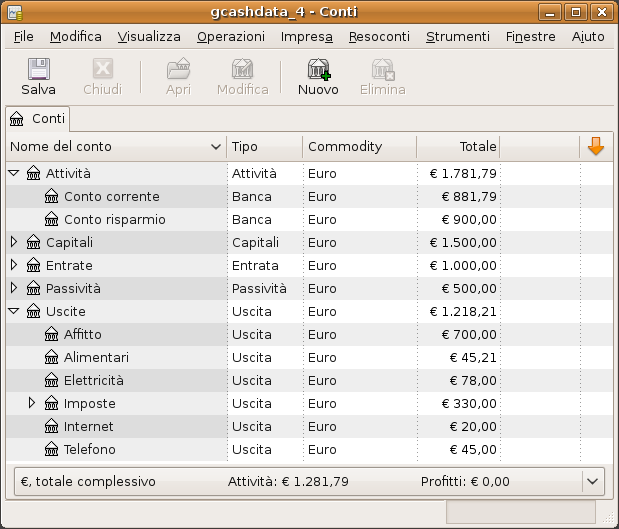 gcashdata_4 - Conti
File Modifica Visualizza Operazioni Impresa Resoconti Strumenti Finestre Aiuto
Salva Chiudi Apri Modifica Nuovo Elimina
Conti
Nome del conto Tipo Commodity Totale
Attività Attività Euro € 1.781,79
Conto corrente Banca Euro € 881,79
Conto risparmio Banca Euro € 900,00
Capitali Capitali Euro € 1.500,00
Entrate Entrata Euro € 1.000,00
Passività Passività Euro € 500,00
Uscite Uscita Euro € 1.218,21
Affitto Uscita Euro € 700,00
Alimentari Uscita Euro € 45,21
Elettricità Uscita Euro € 78,00
Imposte Uscita Euro € 330,00
Internet Uscita Euro € 20,00
Telefono Uscita Euro € 45,00
€, totale complessivo Attività: € 1.281,79 Profitti: € 0,00